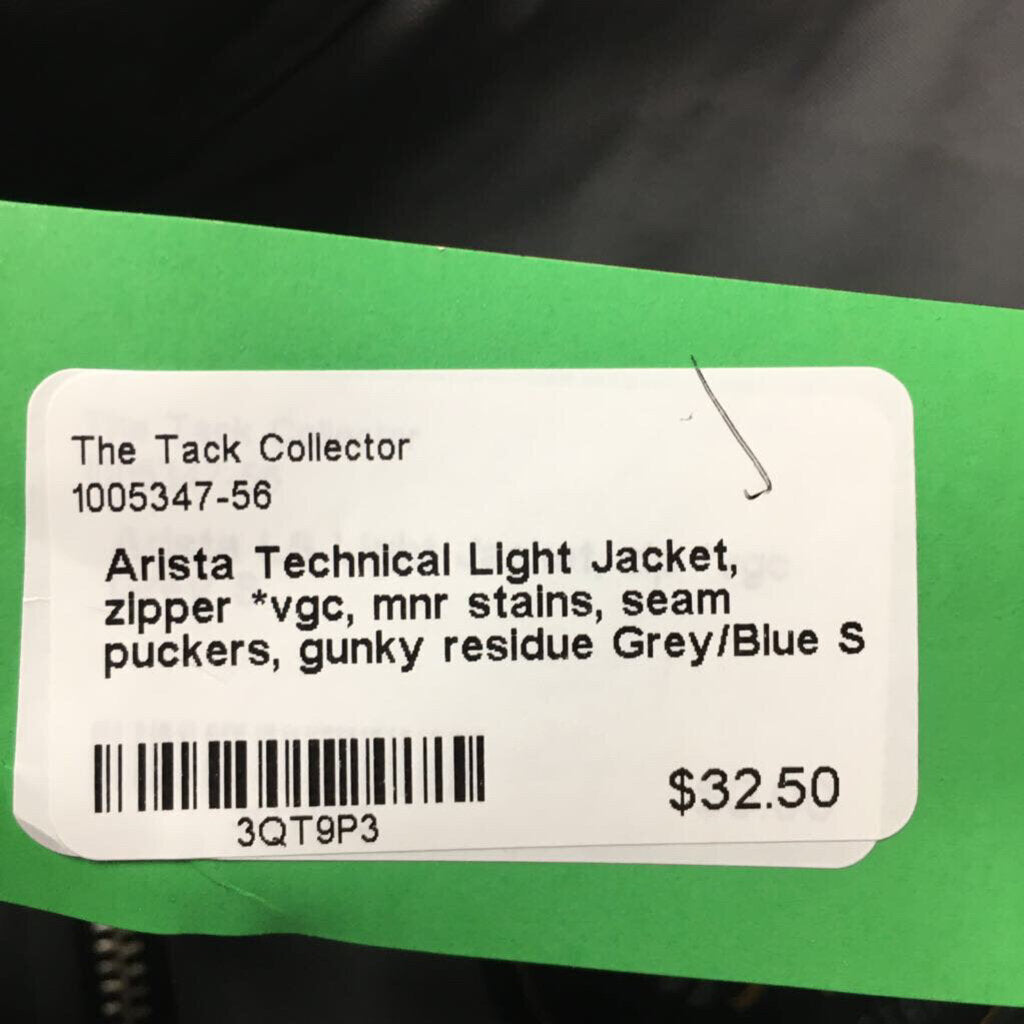 The Tack Collector
1005347-56
Arista Technical Light Jacket,
zipper *vgc, mnr stains, seam
puckers, gunky residue Grey/Blue S
3QT9P3
$32.50